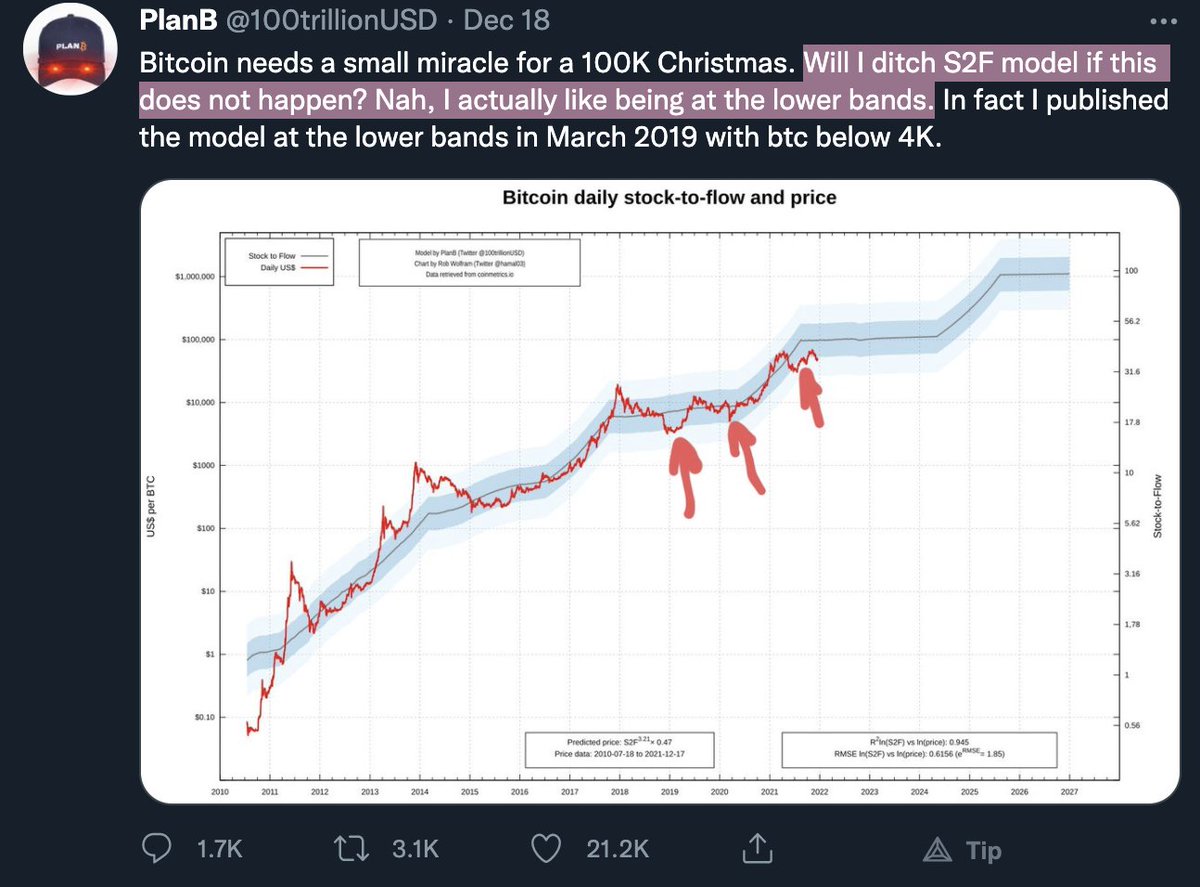 PlanB @100trillionUSD · Dec 18
PLANB
Bitcoin needs a small miracle for a 100K Christmas. Will I ditch S2F model if this
does not happen? Nah, I actually like being at the lower bands. In fact I published
the model at the lower bands in March 2019 with btc below 4K.
Bitcoin daily stock-to-flow and price
Stock to Flow
Daily US$
Model by PlanB (Twitter @100trillionUSD)
Chart by Rob Wolfram (Twitter @hamal03)
Data retrieved from coinmetrics.io
US$ per BTC
$1,000,000
$100,000
$10,000
$1000
$100
$10
$1
$0.10
100
56.2
31.6
17.8
10
5.62
3.16
1.78
1
0.56
Stock-to-Flow
Predicted price: S2F^3.21 × 0.47
Price data: 2010-07-18 to 2021-12-17
R²ln(S2F) vs ln(price): 0.945
RMSE ln(S2F) vs ln(price): 0.6156 (e^RMSE = 1.85)
2010 2011 2012 2013 2014 2015 2016 2017 2018 2019 2020 2021 2022 2023 2024 2025 2026 2027
1.7K 3.1K 21.2K Tip